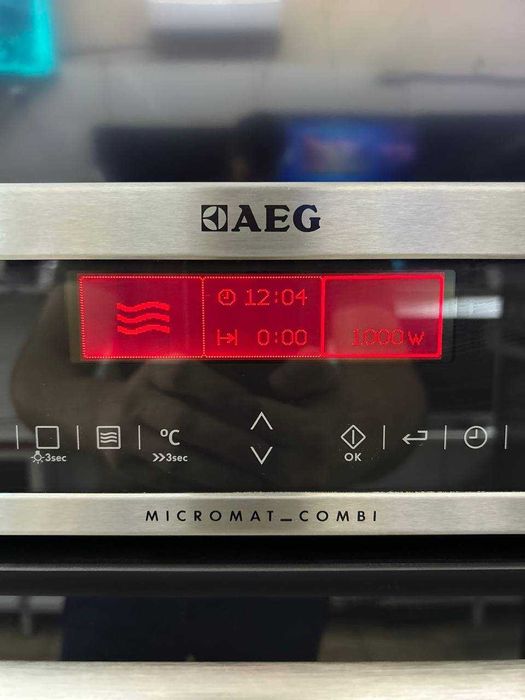 AEG
12:04
0:00
1000w
°C
3sec
»3sec
OK
MICROMAT_COMBI